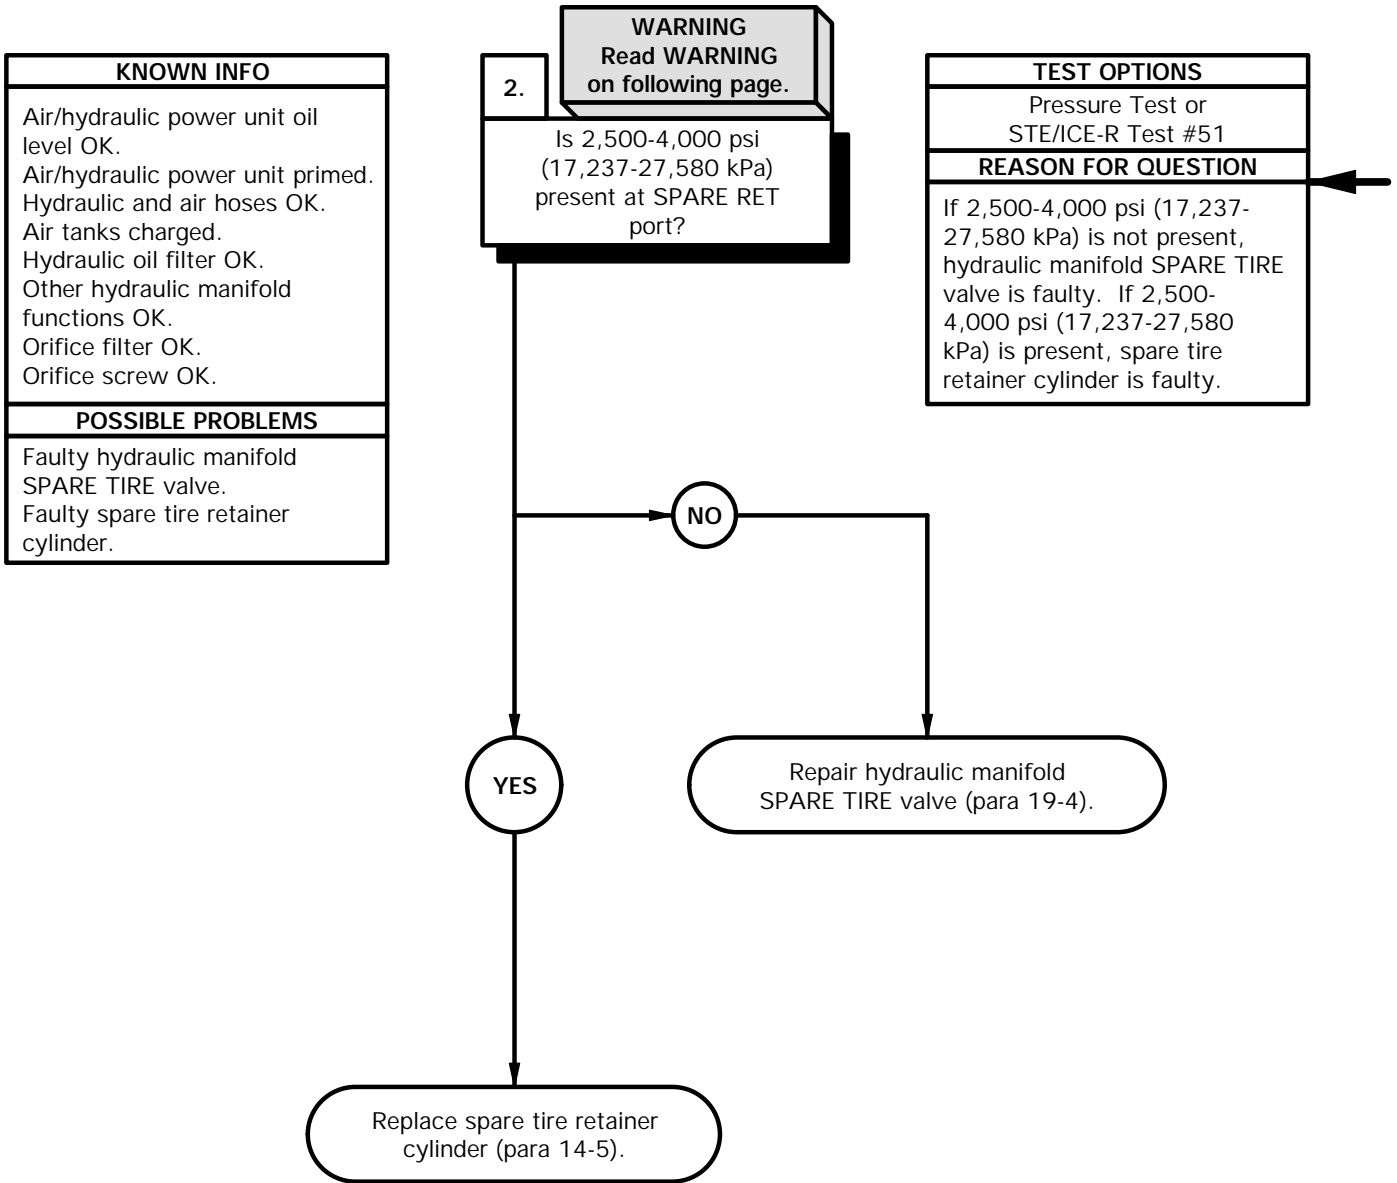 KNOWN INFO
Air/hydraulic power unit oil
level OK.
Air/hydraulic power unit primed.
Hydraulic and air hoses OK.
Air tanks charged.
Hydraulic oil filter OK.
Other hydraulic manifold
functions OK.
Orifice filter OK.
Orifice screw OK.
POSSIBLE PROBLEMS
Faulty hydraulic manifold
SPARE TIRE valve.
Faulty spare tire retainer
cylinder.
WARNING
Read WARNING
on following page.
2.
Is 2,500-4,000 psi
(17,237-27,580 kPa)
present at SPARE RET
port?
TEST OPTIONS
Pressure Test or
STE/ICE-R Test #51
REASON FOR QUESTION
If 2,500-4,000 psi (17,237-
27,580 kPa) is not present,
hydraulic manifold SPARE TIRE
valve is faulty.  If 2,500-
4,000 psi (17,237-27,580
kPa) is present, spare tire
retainer cylinder is faulty.
NO
YES
Repair hydraulic manifold
SPARE TIRE valve (para 19-4).
Replace spare tire retainer
cylinder (para 14-5).